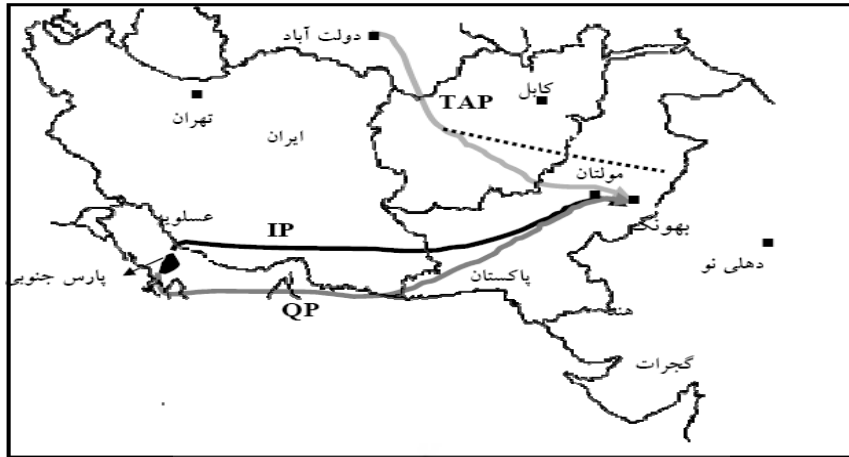 دولت آباد
کابل
TAP
تهران
ایران
مولتان
عسلویه
IP
بهونگ
دهلی نو
پارس جنوبی
پاکستان
QP
هند
گجرات